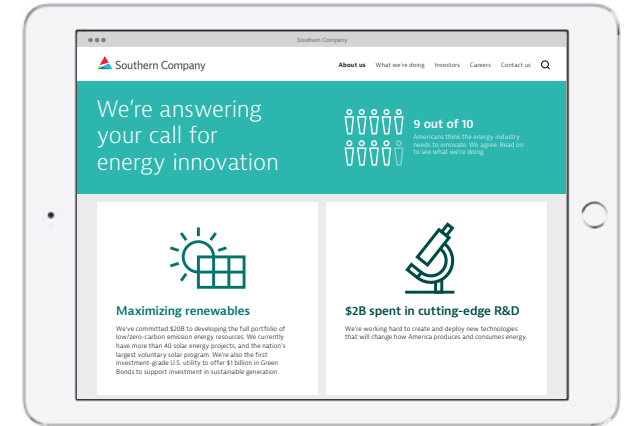 Southern Company
Southern Company
About us What we're doing Investors Careers Contact us
We're answering
your call for
energy innovation
9 out of 10
Americans think the energy industry
needs to innovate. We agree. Read on
to see what we're doing.
Maximizing renewables
We've committed $20B to developing the full portfolio of
low/zero-carbon emission energy resources. We currently
have more than 40 solar energy projects, and the nation's
largest voluntary solar program. We're also the first
investment-grade U.S. utility to offer $1 billion in Green
Bonds to support investment in sustainable generation.
$2B spent in cutting-edge R&D
We're working hard to create and deploy new technologies
that will change how America produces and consumes energy.